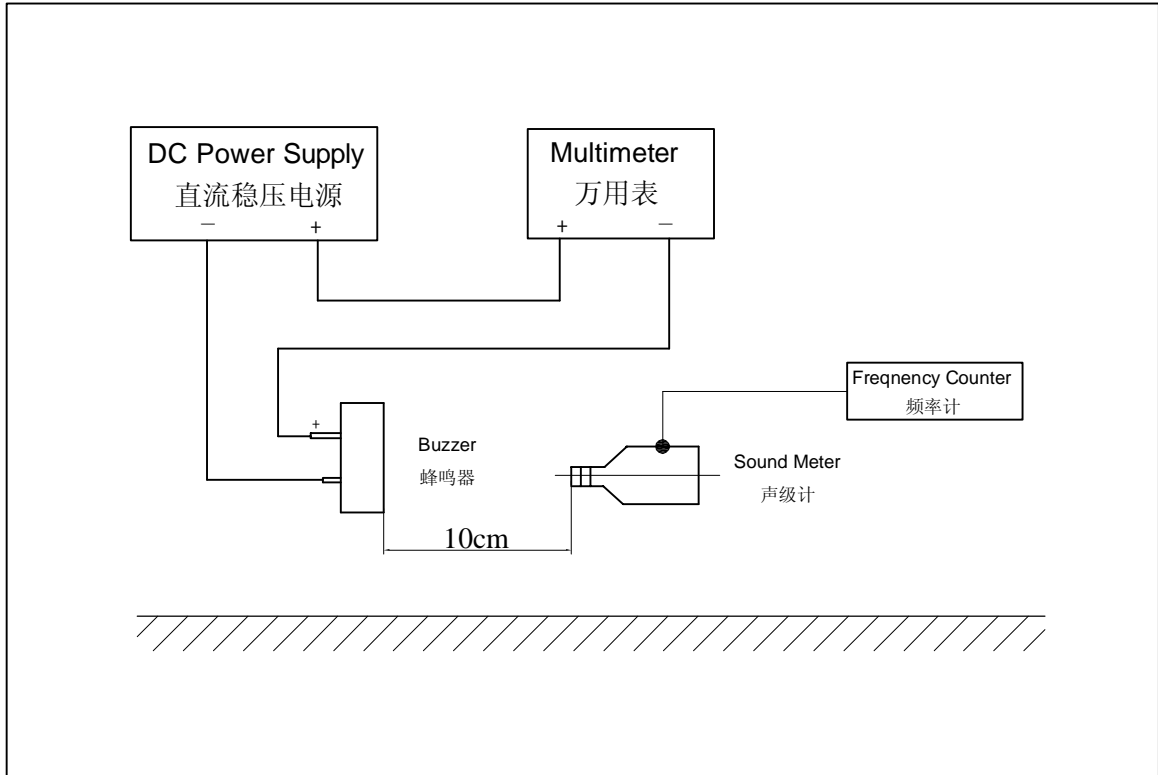 DC Power Supply
直流稳压电源
－ +
Multimeter
万用表
+ －
Freqnency Counter
频率计
+
Buzzer
蜂鸣器
Sound Meter
声级计
10cm